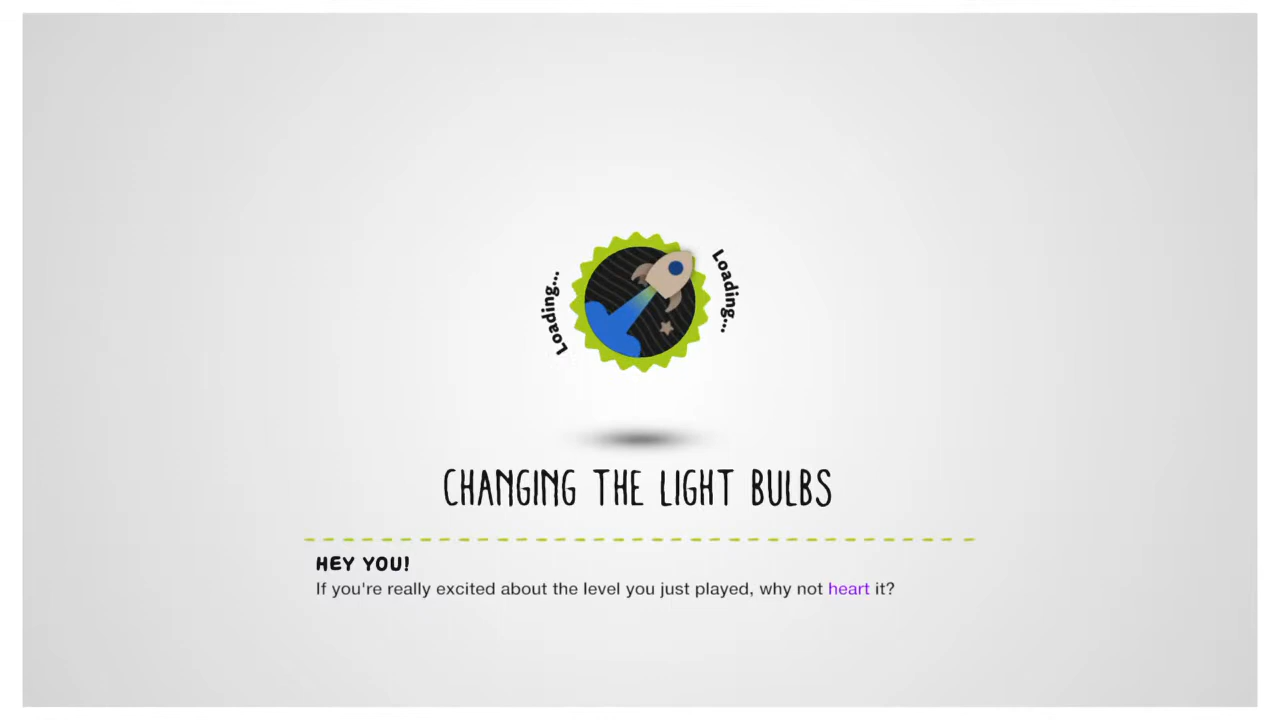 Loading...
Loading...
CHANGING THE LIGHT BULBS
HEY YOU!
If you're really excited about the level you just played, why not heart it?